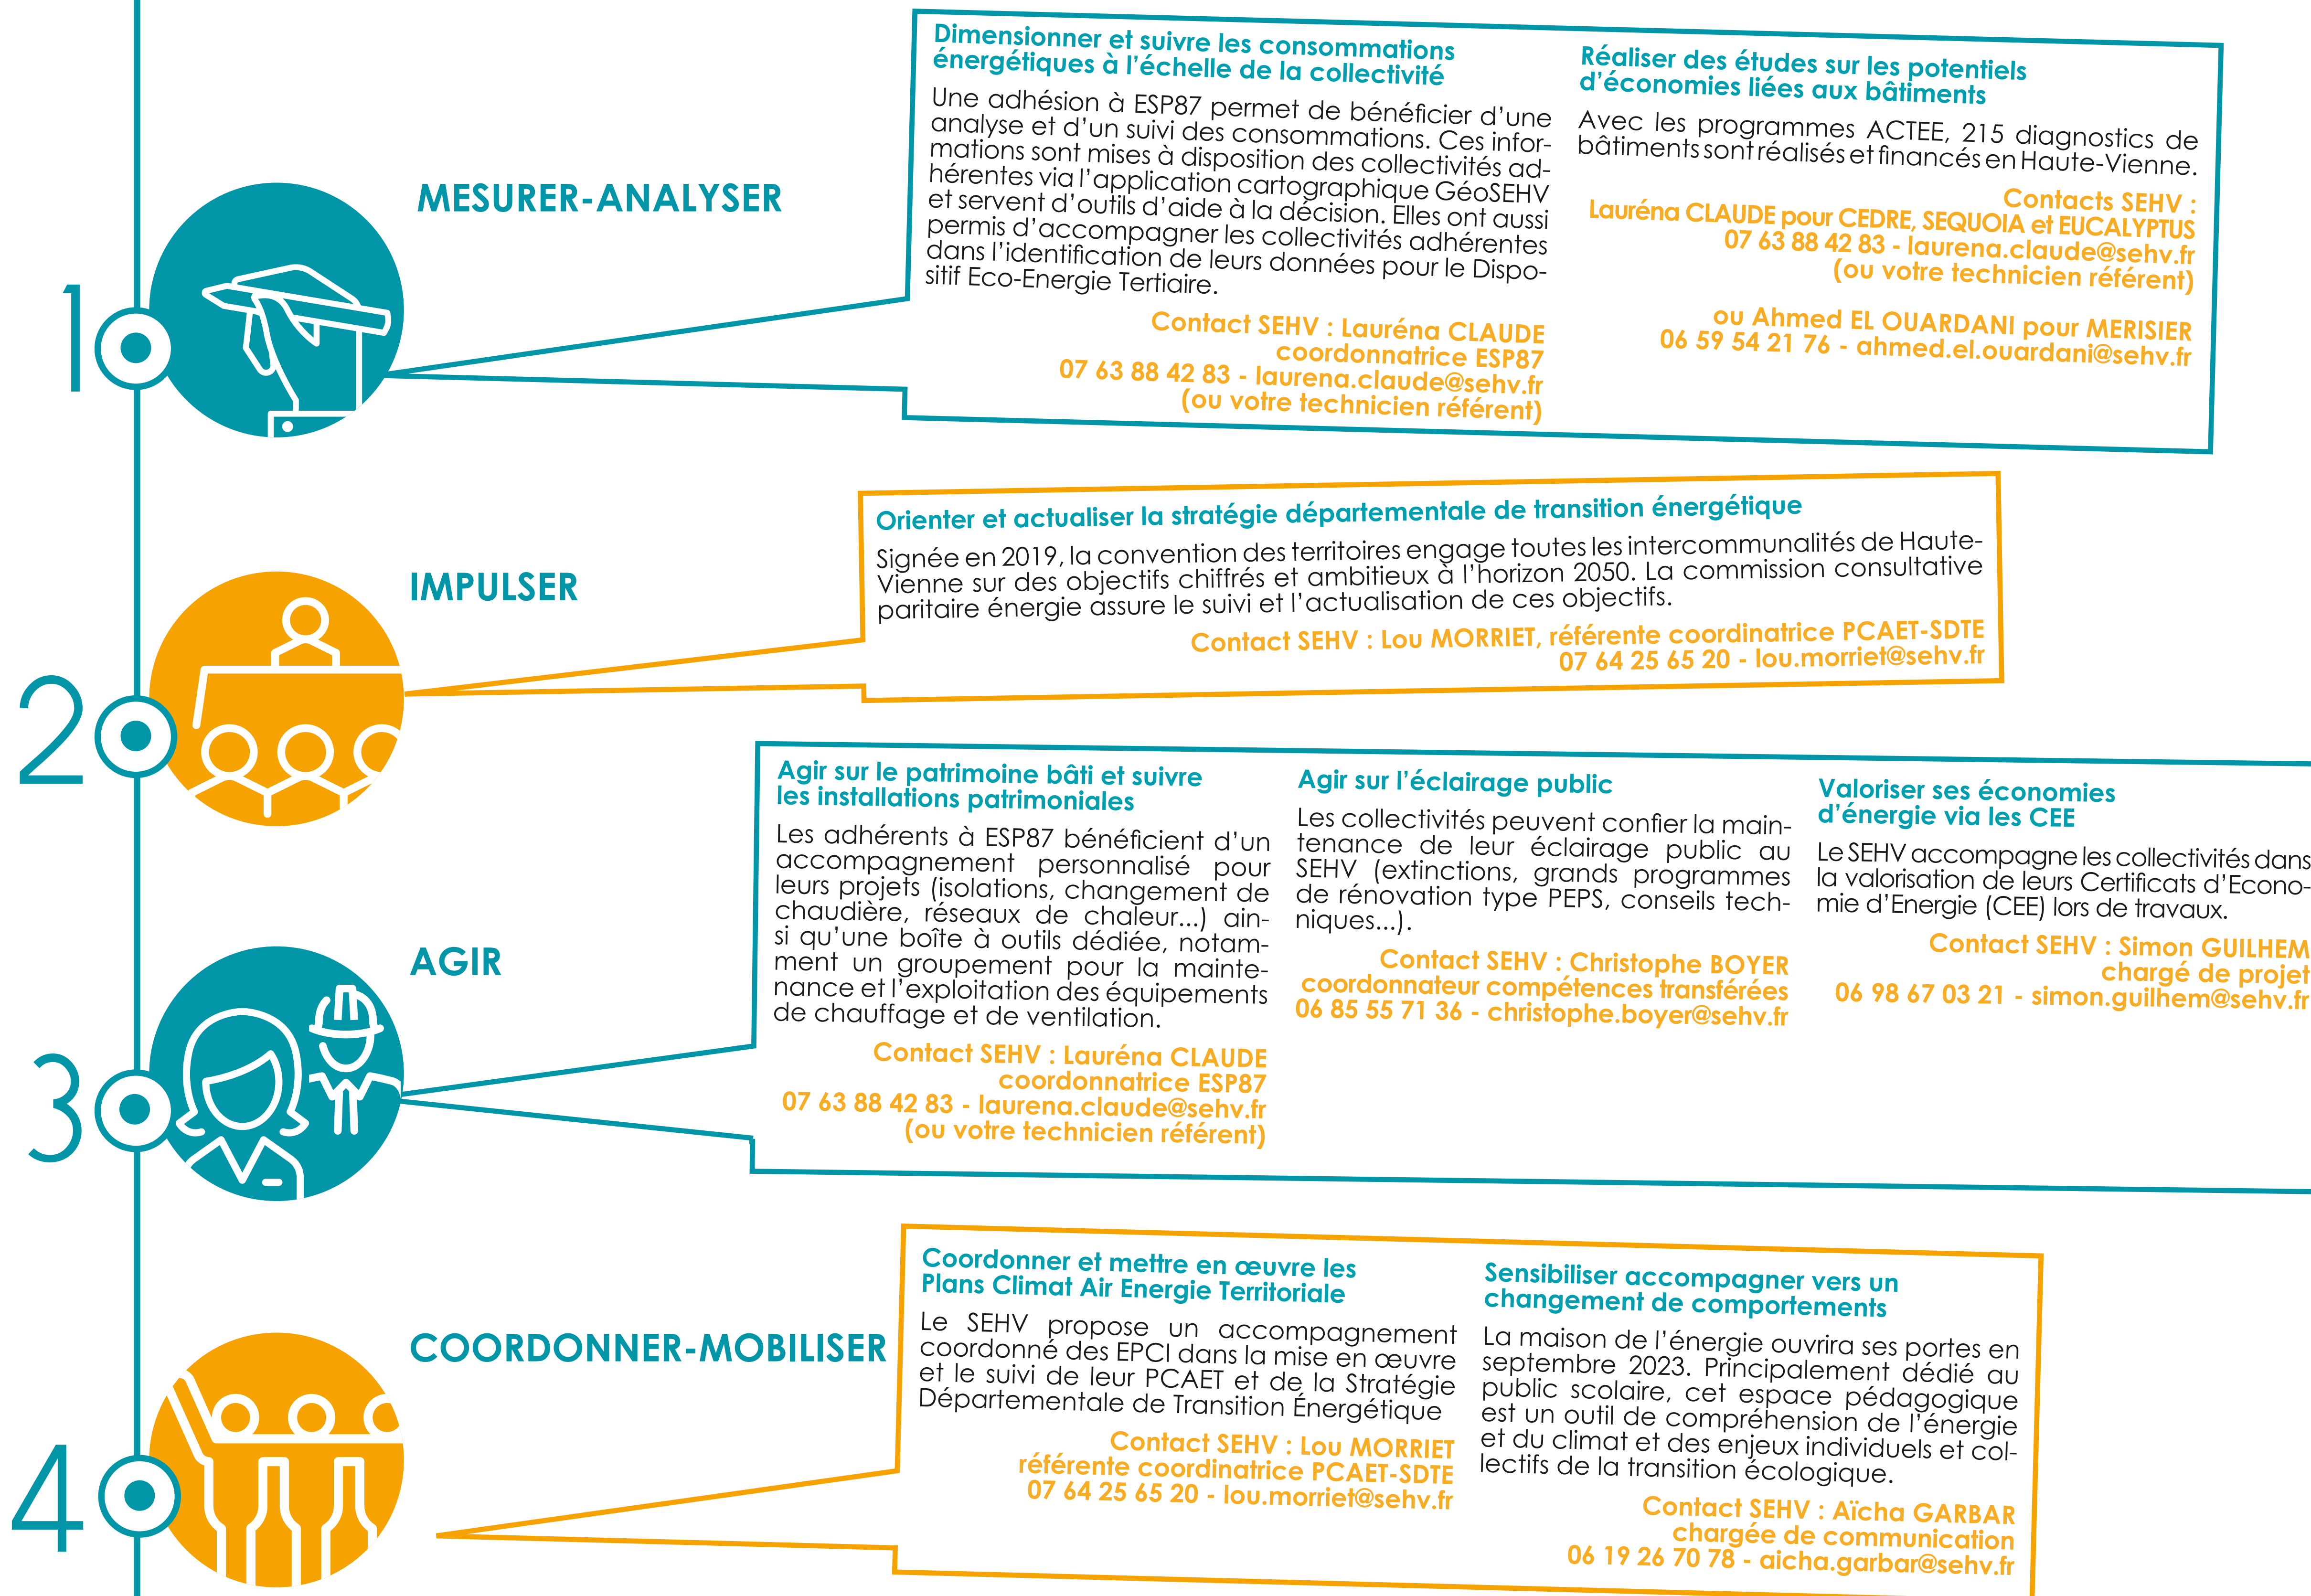 1
MESURER-ANALYSER
Dimensionner et suivre les consommations
énergétiques à l'échelle de la collectivité
Une adhésion à ESP87 permet de bénéficier d'une
analyse et d'un suivi des consommations. Ces infor-
mations sont mises à disposition des collectivités ad-
hérentes via l'application cartographique GéoSEHV
et servent d'outils d'aide à la décision. Elles ont aussi
permis d'accompagner les collectivités adhérentes
dans l'identification de leurs données pour le Dispo-
sitif Eco-Energie Tertiaire.
Contact SEHV : Lauréna CLAUDE
coordonnatrice ESP87
07 63 88 42 83 - laurena.claude@sehv.fr
(ou votre technicien référent)
Réaliser des études sur les potentiels
d'économies liées aux bâtiments
Avec les programmes ACTEE, 215 diagnostics de
bâtiments sont réalisés et financés en Haute-Vienne.
Contacts SEHV :
Lauréna CLAUDE pour CEDRE, SEQUOIA et EUCALYPTUS
07 63 88 42 83 - laurena.claude@sehv.fr
(ou votre technicien référent)
ou Ahmed EL OUARDANI pour MERISIER
06 59 54 21 76 - ahmed.el.ouardani@sehv.fr
2
IMPULSER
Orienter et actualiser la stratégie départementale de transition énergétique
Signée en 2019, la convention des territoires engage toutes les intercommunalités de Haute-
Vienne sur des objectifs chiffrés et ambitieux à l'horizon 2050. La commission consultative
paritaire énergie assure le suivi et l'actualisation de ces objectifs.
Contact SEHV : Lou MORRIET, référente coordinatrice PCAET-SDTE
07 64 25 65 20 - lou.morriet@sehv.fr
3
AGIR
Agir sur le patrimoine bâti et suivre
les installations patrimoniales
Les adhérents à ESP87 bénéficient d'un
accompagnement personnalisé pour
leurs projets (isolations, changement de
chaudière, réseaux de chaleur...) ain-
si qu'une boîte à outils dédiée, notam-
ment un groupement pour la mainte-
nance et l'exploitation des équipements
de chauffage et de ventilation.
Contact SEHV : Lauréna CLAUDE
coordonnatrice ESP87
07 63 88 42 83 - laurena.claude@sehv.fr
(ou votre technicien référent)
Agir sur l'éclairage public
Les collectivités peuvent confier la main-
tenance de leur éclairage public au
SEHV (extinctions, grands programmes
de rénovation type PEPS, conseils tech-
niques...).
Contact SEHV : Christophe BOYER
coordonnateur compétences transférées
06 85 55 71 36 - christophe.boyer@sehv.fr
Valoriser ses économies
d'énergie via les CEE
Le SEHV accompagne les collectivités dans
la valorisation de leurs Certificats d'Econo-
mie d'Energie (CEE) lors de travaux.
Contact SEHV : Simon GUILHEM
chargé de projet
06 98 67 03 21 - simon.guilhem@sehv.fr
4
COORDONNER-MOBILISER
Coordonner et mettre en œuvre les
Plans Climat Air Energie Territoriale
Le SEHV propose un accompagnement
coordonné des EPCI dans la mise en œuvre
et le suivi de leur PCAET et de la Stratégie
Départementale de Transition Énergétique
Contact SEHV : Lou MORRIET
référente coordinatrice PCAET-SDTE
07 64 25 65 20 - lou.morriet@sehv.fr
Sensibiliser accompagner vers un
changement de comportements
La maison de l'énergie ouvrira ses portes en
septembre 2023. Principalement dédié au
public scolaire, cet espace pédagogique
est un outil de compréhension de l'énergie
et du climat et des enjeux individuels et col-
lectifs de la transition écologique.
Contact SEHV : Aïcha GARBAR
chargée de communication
06 19 26 70 78 - aicha.garbar@sehv.fr